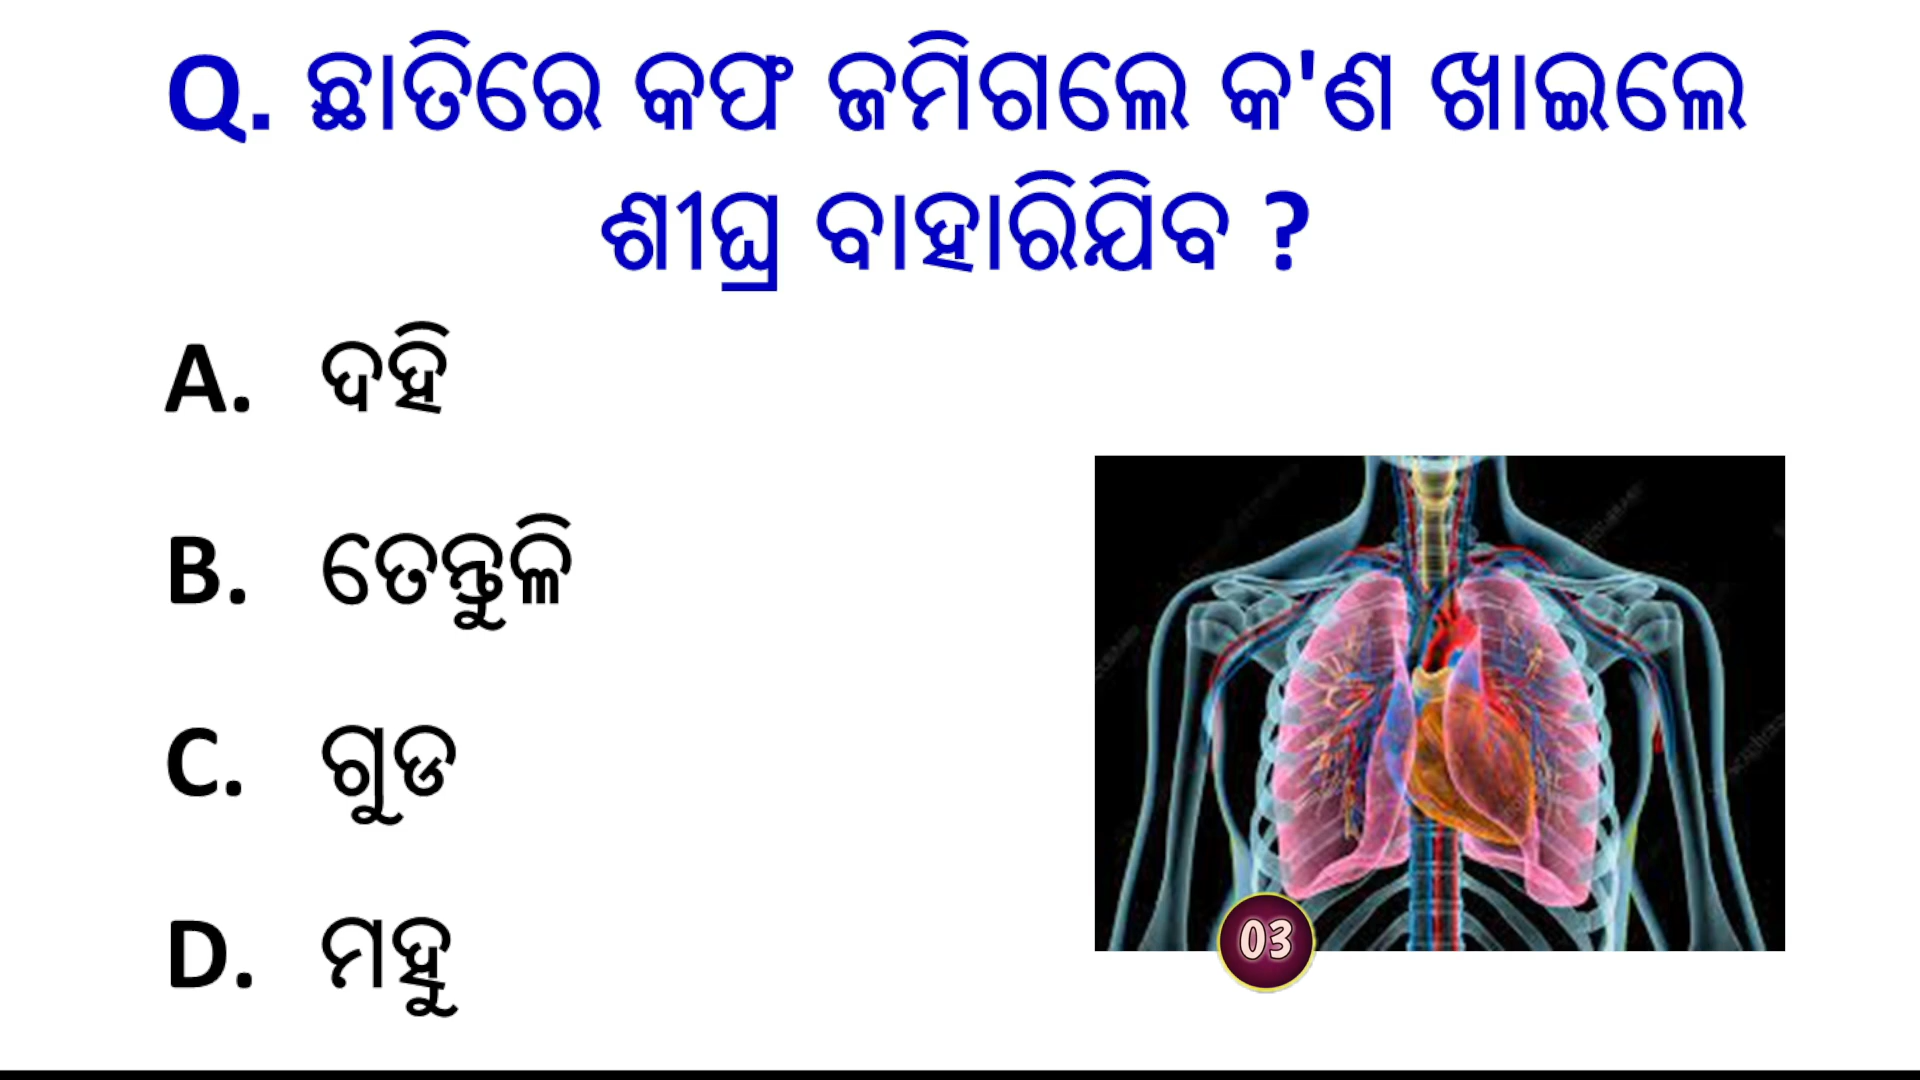 Q. ଛାତିରେ କଫ ଜମିଗଲେ କ'ଣ ଖାଇଲେ
ଶୀଘ୍ର ବାହାରିଯିବ ?
A. ଦହି
B. ତେନ୍ତୁଳି
C. ଗୁଡ
D. ମହୁ
03